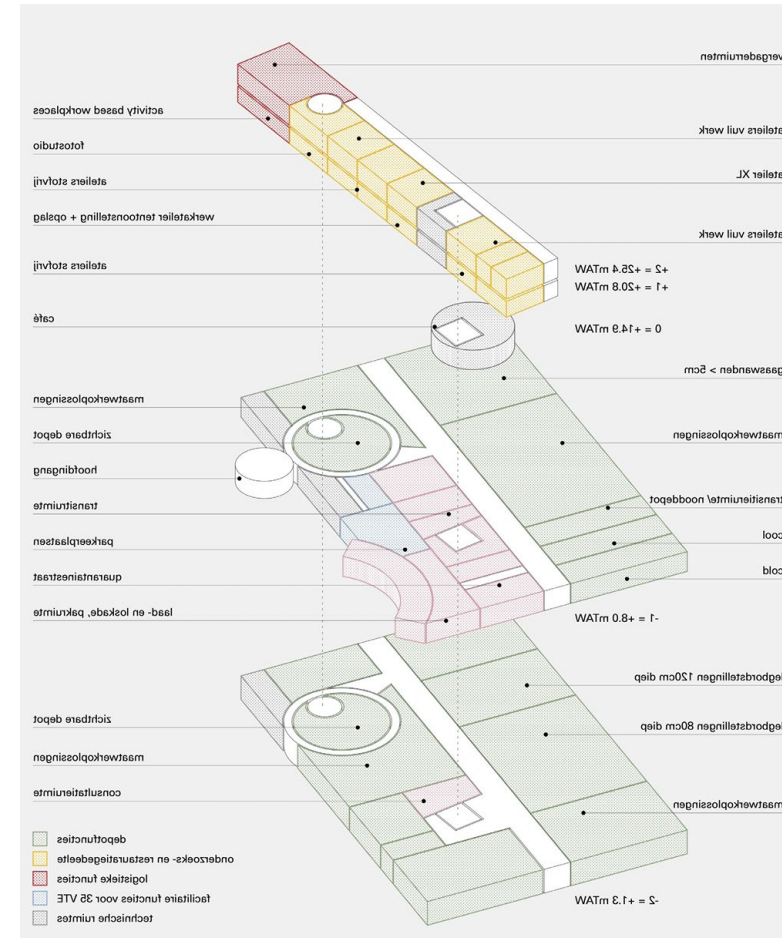 vergaderruimten
activity based workplaces
ateliers vuil werk
fotostudio
atelier XL
ateliers stofvrij
werkatelier tentoonstelling + opslag
ateliers vuil werk
ateliers stofvrij
+2 = +25.4 mTAW
+1 = +20.8 mTAW
café
0 = +14.9 mTAW
gaaswanden > 5cm
maatwerkoplossingen
zichtbare depot
maatwerkoplossingen
hoofdingang
transitieruimte/ nooddepot
transitruimte
cool
parkeerplaatsen
cold
quarantainestraat
laad- en loskade, pakruimte
-1 = +8.0 mTAW
legbordstellingen 120cm diep
zichtbare depot
legbordstellingen 80cm diep
maatwerkoplossingen
consultatieruimte
maatwerkoplossingen
depotfuncties
onderzoeks- en restauratiegedeelte
logistieke functies
facilitaire functies voor 35 VTE
technische ruimtes
-2 = +1.3 mTAW